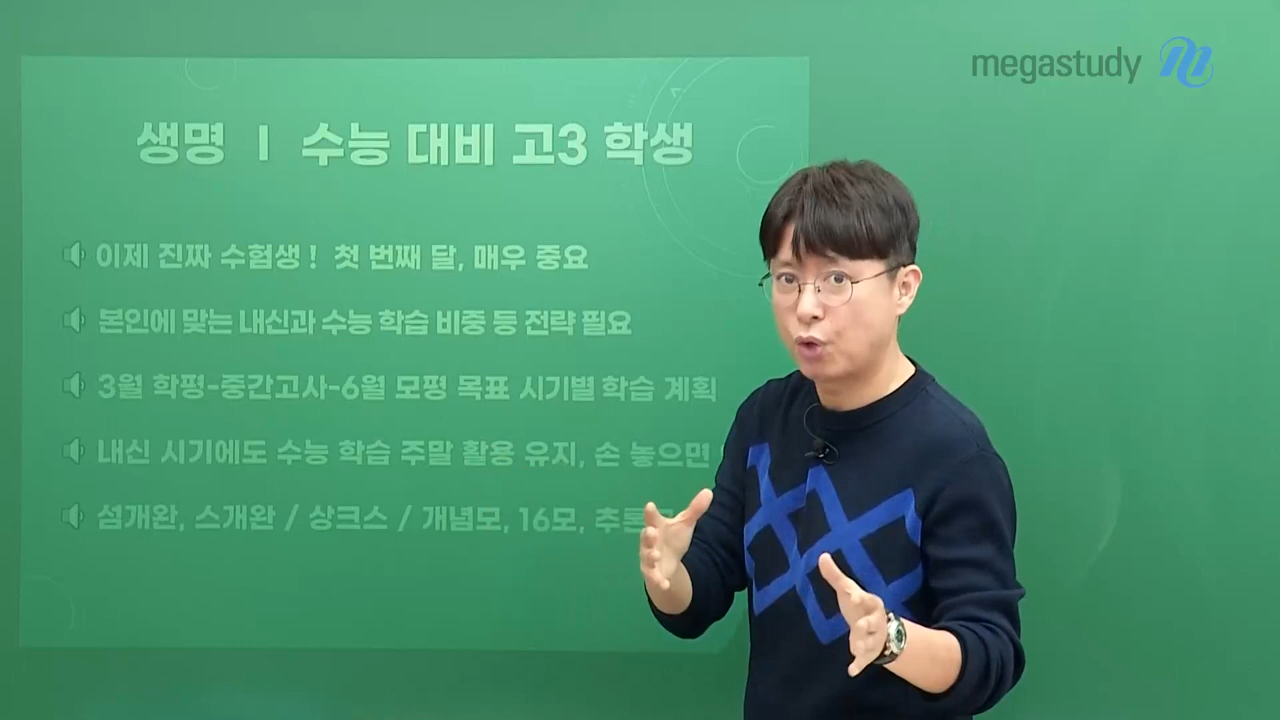 megastudy
생명 I 수능 대비 고3 학생
이제 진짜 수험생! 첫 번째 달, 매우 중요
본인에 맞는 내신과 수능 학습 비중 등 전략 필요
3월 학평-중간고사-6월 모평 목표 시기별 학습 계획
내신 시기에도 수능 학습 주말 활용 유지, 손 놓으면
섬개완, 스개완 / 상크스 / 개념모, 16모, 추론